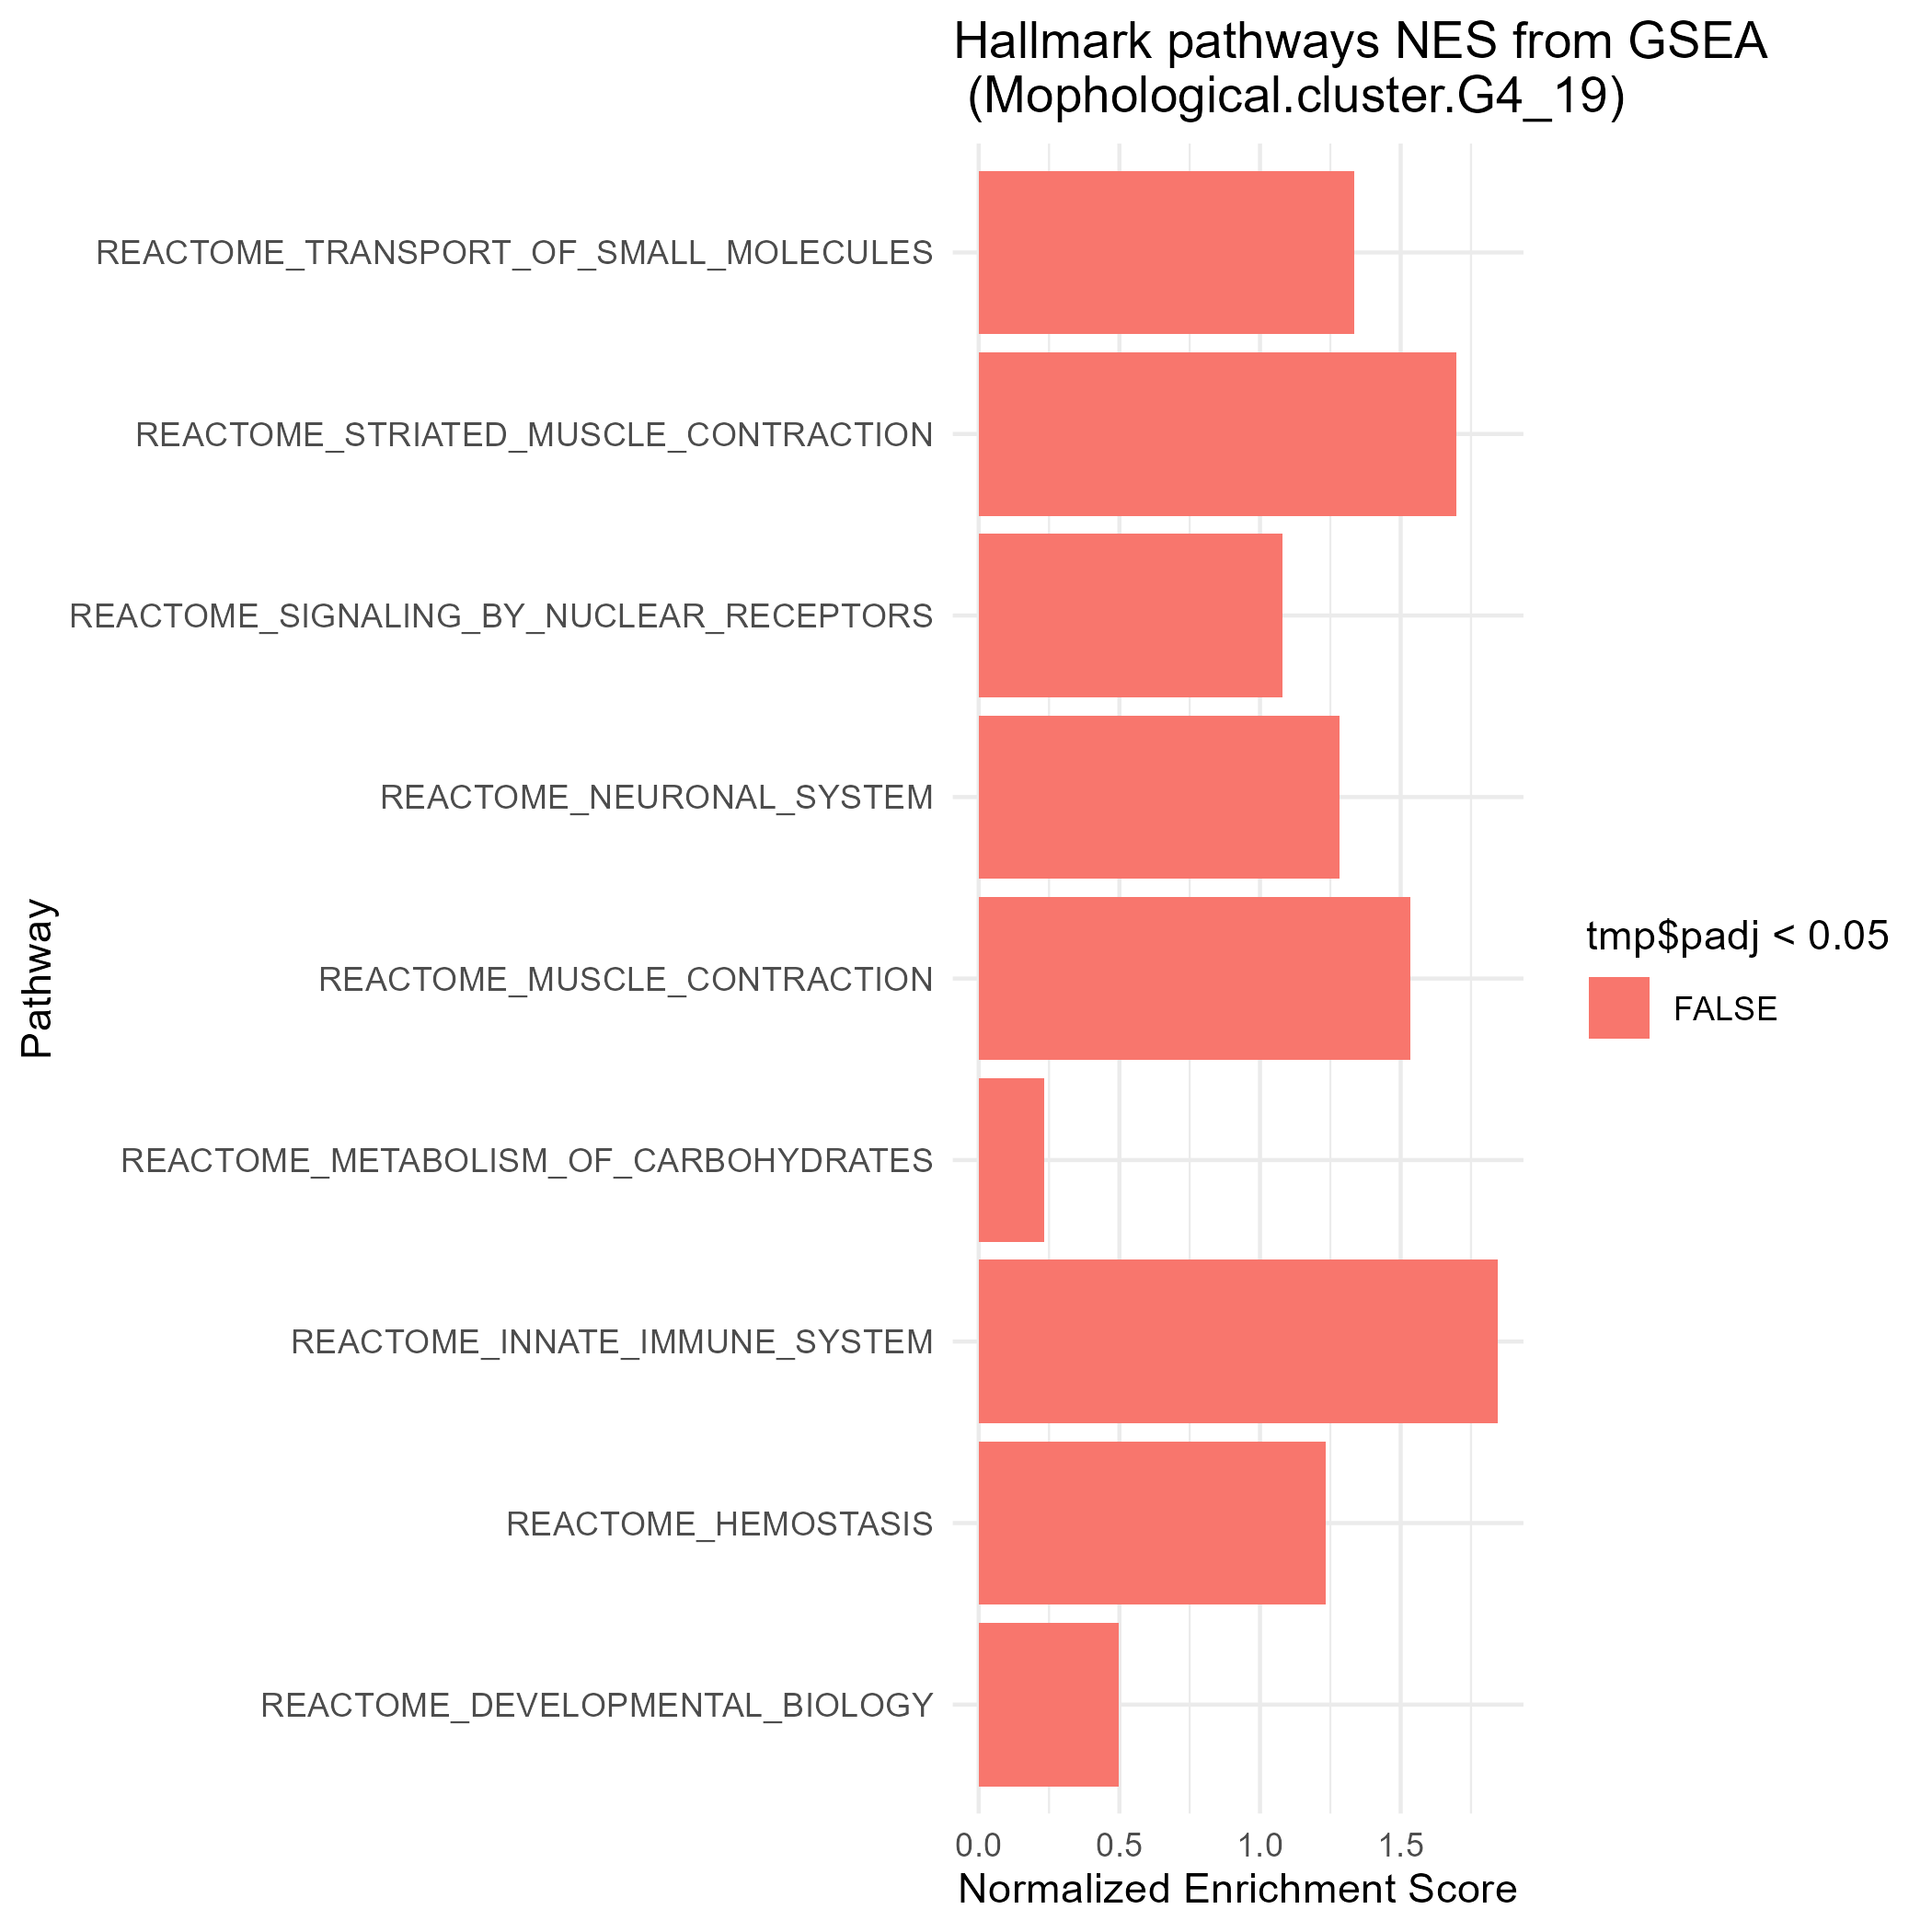 Hallmark pathways NES from GSEA
(Mophological.cluster.G4_19)
REACTOME_TRANSPORT_OF_SMALL_MOLECULES
REACTOME_STRIATED_MUSCLE_CONTRACTION
REACTOME_SIGNALING_BY_NUCLEAR_RECEPTORS
REACTOME_NEURONAL_SYSTEM
REACTOME_MUSCLE_CONTRACTION
REACTOME_METABOLISM_OF_CARBOHYDRATES
REACTOME_INNATE_IMMUNE_SYSTEM
REACTOME_HEMOSTASIS
REACTOME_DEVELOPMENTAL_BIOLOGY
Pathway
0.0 0.5 1.0 1.5
Normalized Enrichment Score
tmp$padj < 0.05
FALSE